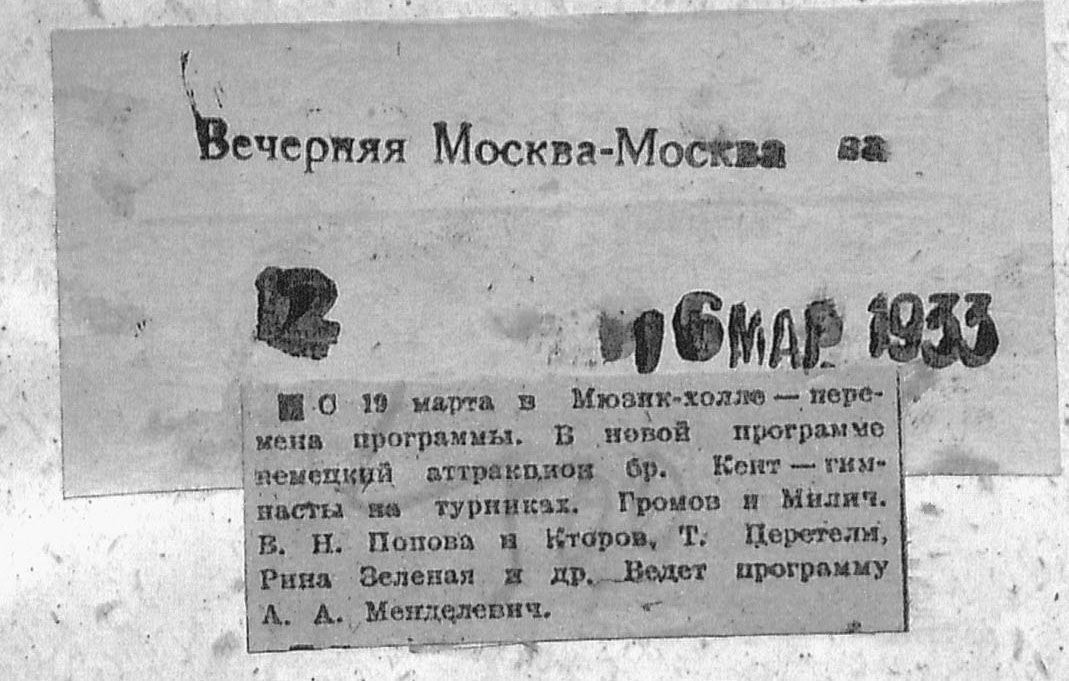 Вечерняя Москва-Москва за
12 16 МАР 1933
С 19 марта в Мюзик-холле — пере-
мена программы. В новой программе
немецкий аттракцион бр. Кент — гим-
насты на турниках. Громов и Милич.
В. Н. Попова и Кторов, Т. Церетели,
Рина Зеленая и др. Ведет программу
А. А. Менделевич.